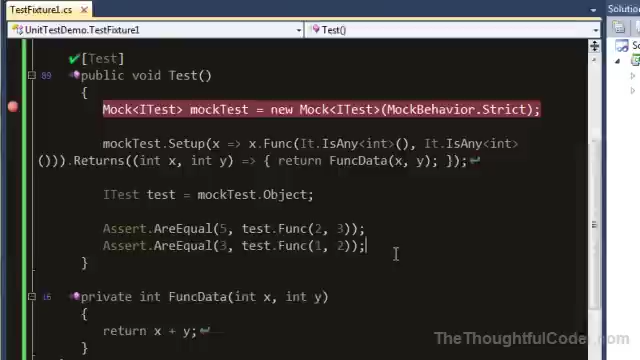 TestFixture1.cs
UnitTestDemo.TestFixture1
Test()
[Test]
89 public void Test()
{
Mock<ITest> mockTest = new Mock<ITest>(MockBehavior.Strict);
mockTest.Setup(x => x.Func(It.IsAny<int>(), It.IsAny<int>
())).Returns((int x, int y) => { return FuncData(x, y); });
ITest test = mockTest.Object;
Assert.AreEqual(5, test.Func(2, 3));
Assert.AreEqual(3, test.Func(1, 2));
}
16 private int FuncData(int x, int y)
{
return x + y;
}
Solution
TheThoughtfulCoder.com